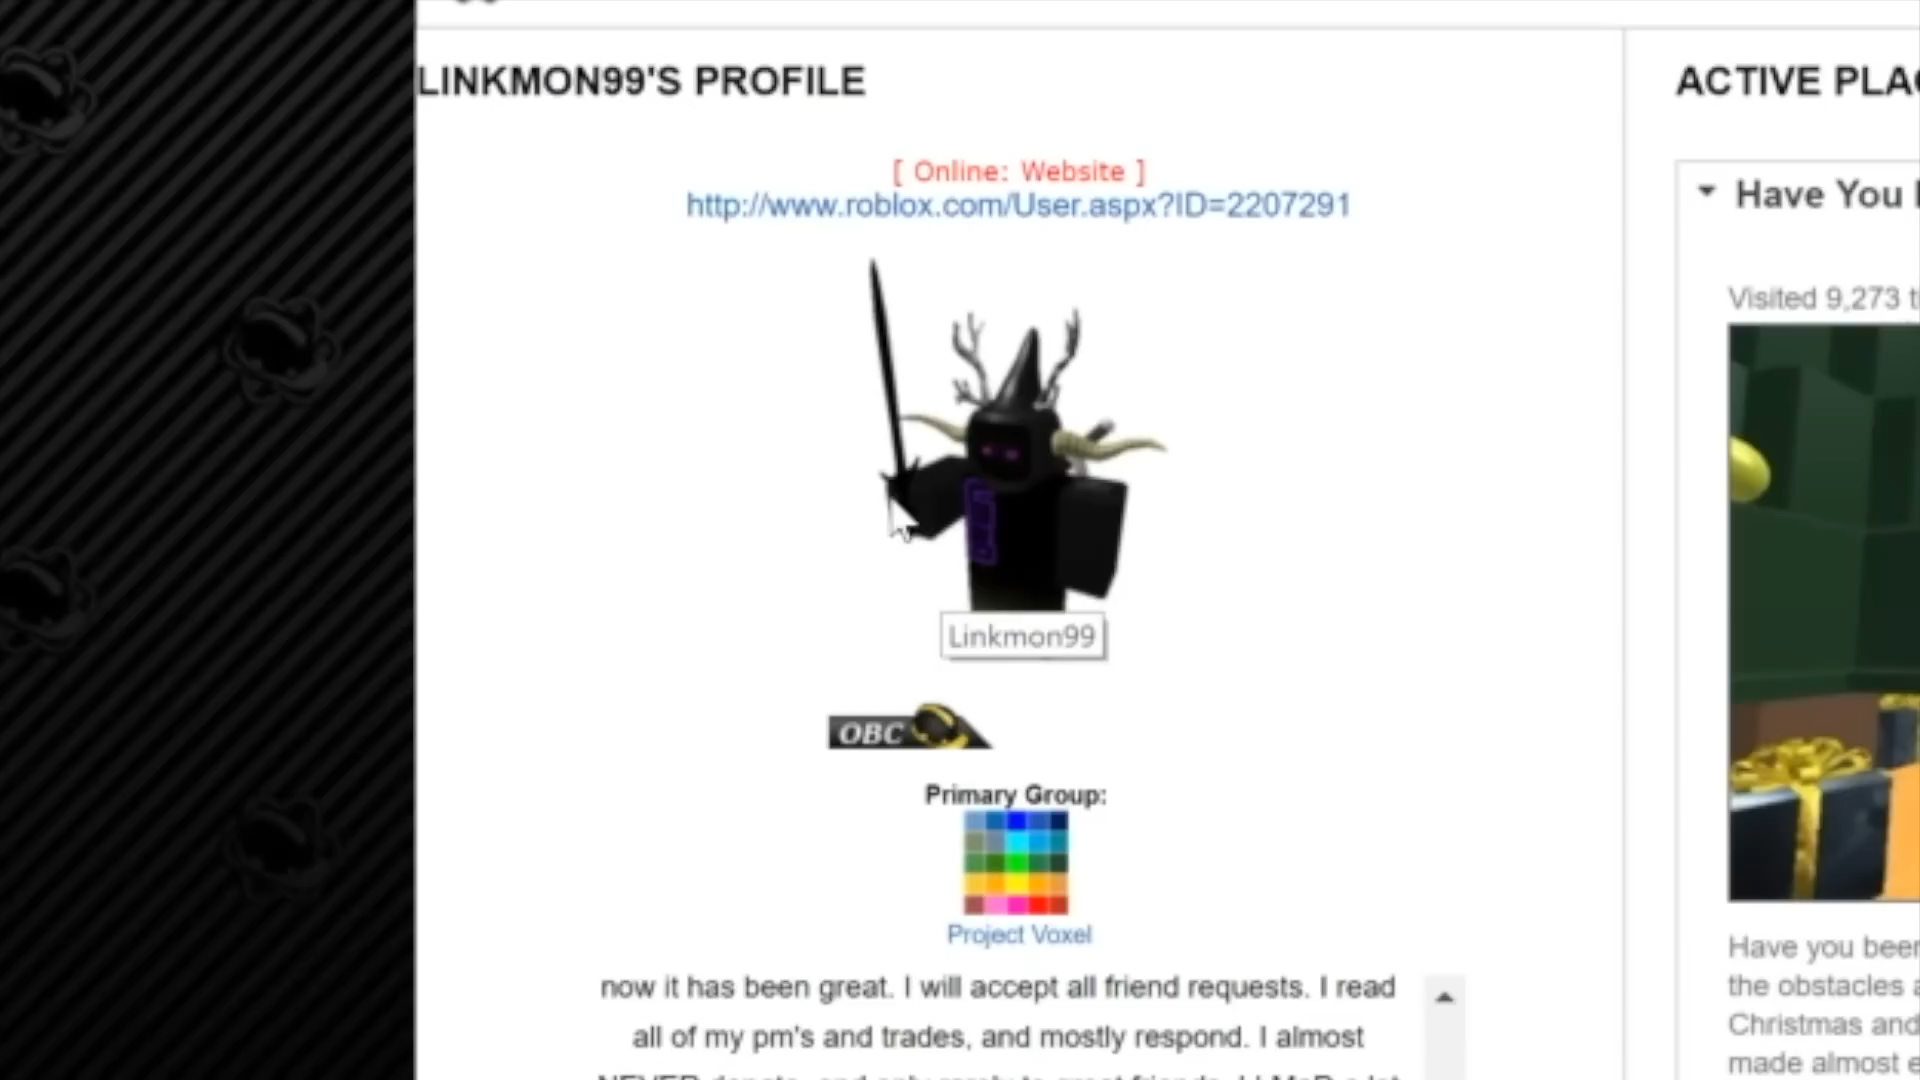 LINKMON99'S PROFILE
[ Online: Website ]
http://www.roblox.com/User.aspx?ID=2207291
Linkmon99
OBC
Primary Group:
Project Voxel
now it has been great. I will accept all friend requests. I read
all of my pm's and trades, and mostly respond. I almost
ACTIVE
Have You
Visited 9,273
Have you been
the obstacles
Christmas and
made almost